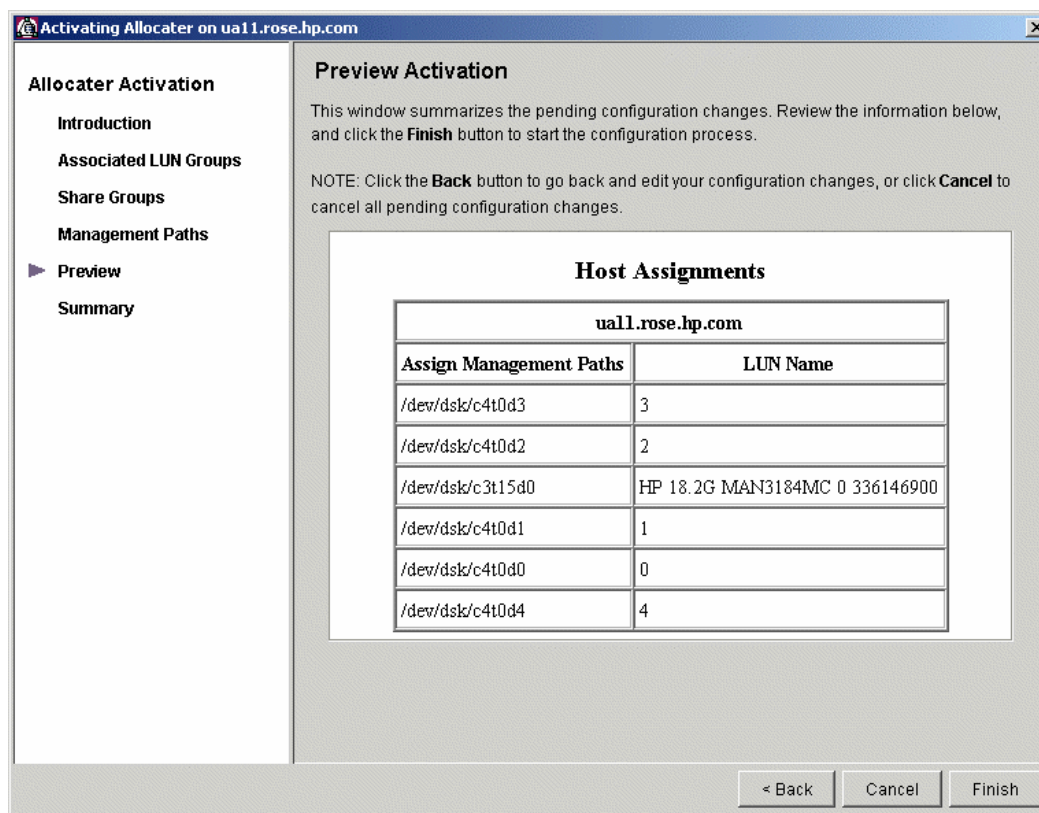 Activating Allocater on ua11.rose.hp.com
Allocater Activation
Introduction
Associated LUN Groups
Share Groups
Management Paths
Preview
Summary
Preview Activation
This window summarizes the pending configuration changes. Review the information below,
and click the Finish button to start the configuration process.
NOTE: Click the Back button to go back and edit your configuration changes, or click Cancel to
cancel all pending configuration changes.
Host Assignments
ua11.rose.hp.com
Assign Management Paths LUN Name
/dev/dsk/c4t0d3 3
/dev/dsk/c4t0d2 2
/dev/dsk/c3t15d0 HP 18.2G MAN3184MC 0 336146900
/dev/dsk/c4t0d1 1
/dev/dsk/c4t0d0 0
/dev/dsk/c4t0d4 4
< Back Cancel Finish